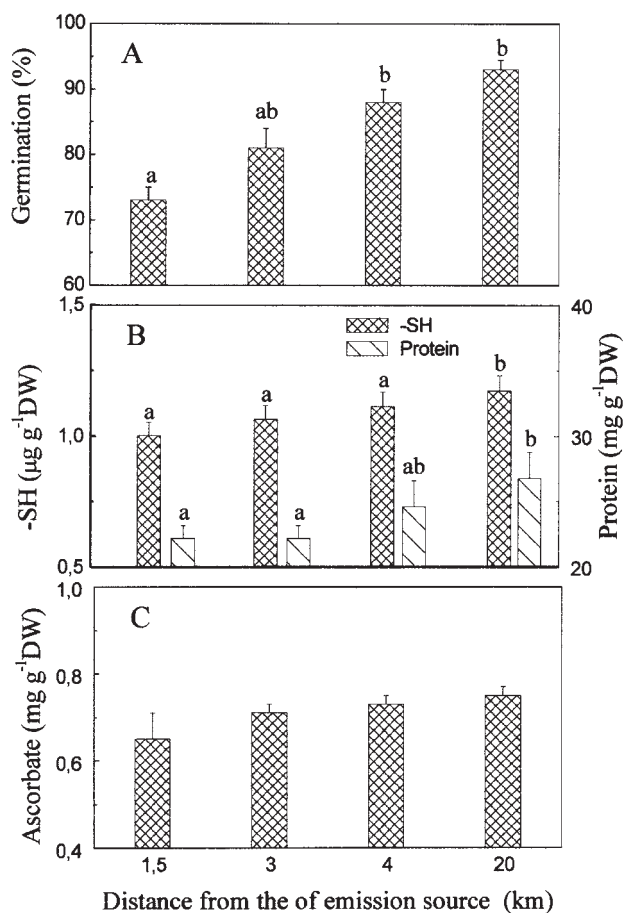 A
Germination (%)
100
90
80
70
60
a
ab
b
b
B
-SH
Protein
-SH (µg g⁻¹DW)
1,5
1,0
0,5
a
a
a
a
a
ab
b
b
Protein (mg g⁻¹DW)
40
30
20
C
Ascorbate (mg g⁻¹DW)
1,0
0,8
0,6
0,4
1,5
3
4
20
Distance from the of emission source (km)